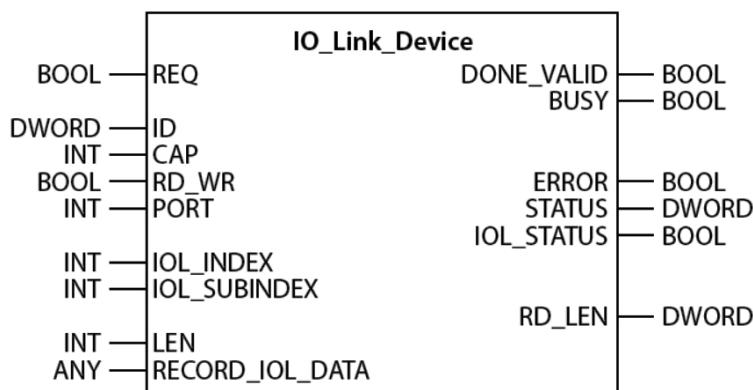 IO_Link_Device
BOOL REQ DONE_VALID BOOL
BUSY BOOL
DWORD ID
INT CAP
BOOL RD_WR ERROR BOOL
INT PORT STATUS DWORD
IOL_STATUS BOOL
INT IOL_INDEX
INT IOL_SUBINDEX
RD_LEN DWORD
INT LEN
ANY RECORD_IOL_DATA